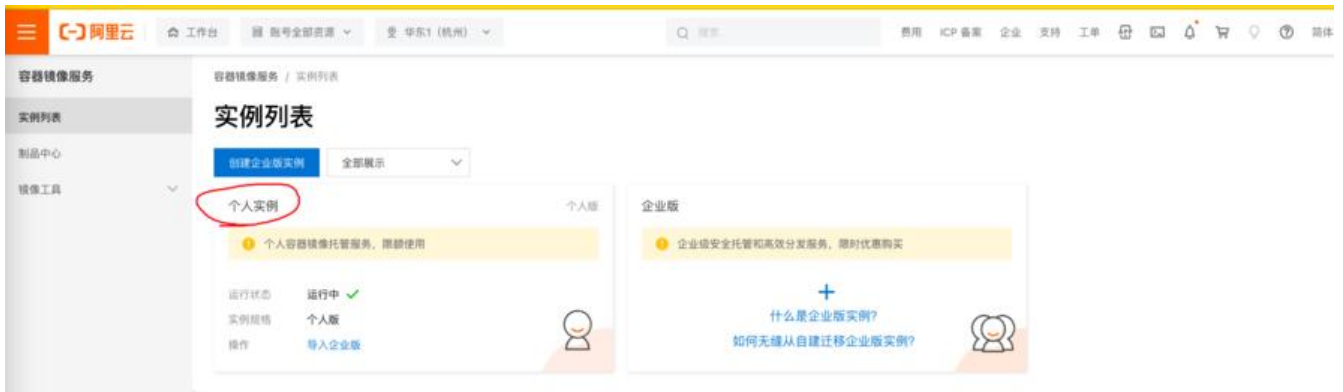 阿里云 工作台 账号全部资源 华东1（杭州） 搜索 费用 ICP 备案 企业 支持 工单 简体
容器镜像服务
实例列表
制品中心
镜像工具
容器镜像服务 / 实例列表
实例列表
创建企业版实例 全部展示
个人实例 个人版
个人容器镜像托管服务，限额使用
运行状态 运行中
实例规格 个人版
操作 导入企业版
企业版
企业级安全托管和高效分发服务，限时优惠购买
什么是企业版实例?
如何无缝从自建迁移企业版实例?